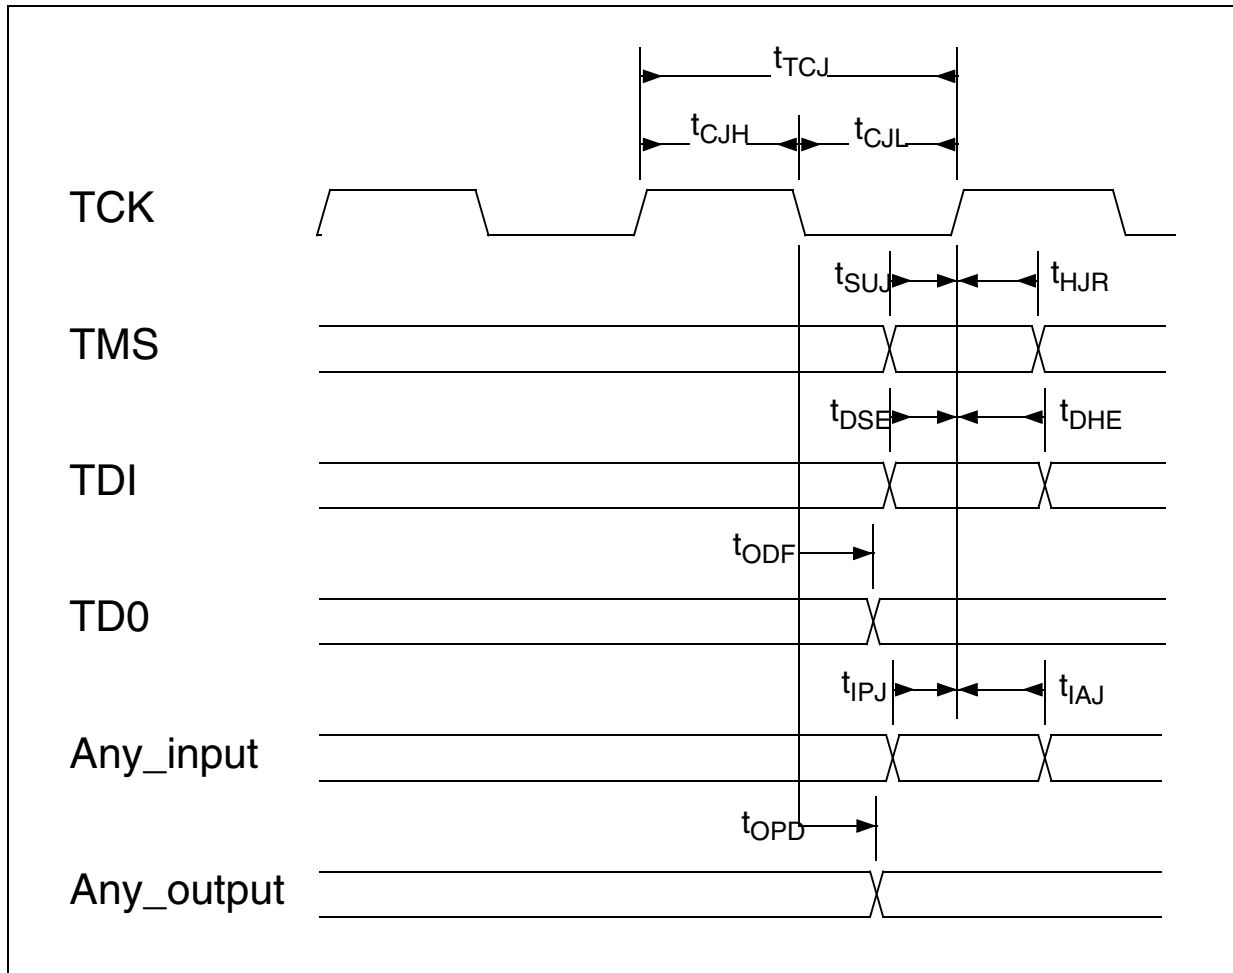 tTCJ
tCJH tCJL
TCK
tSUJ tHJR
TMS
tDSE tDHE
TDI
tODF
TD0
tIPJ tIAJ
Any_input
tOPD
Any_output